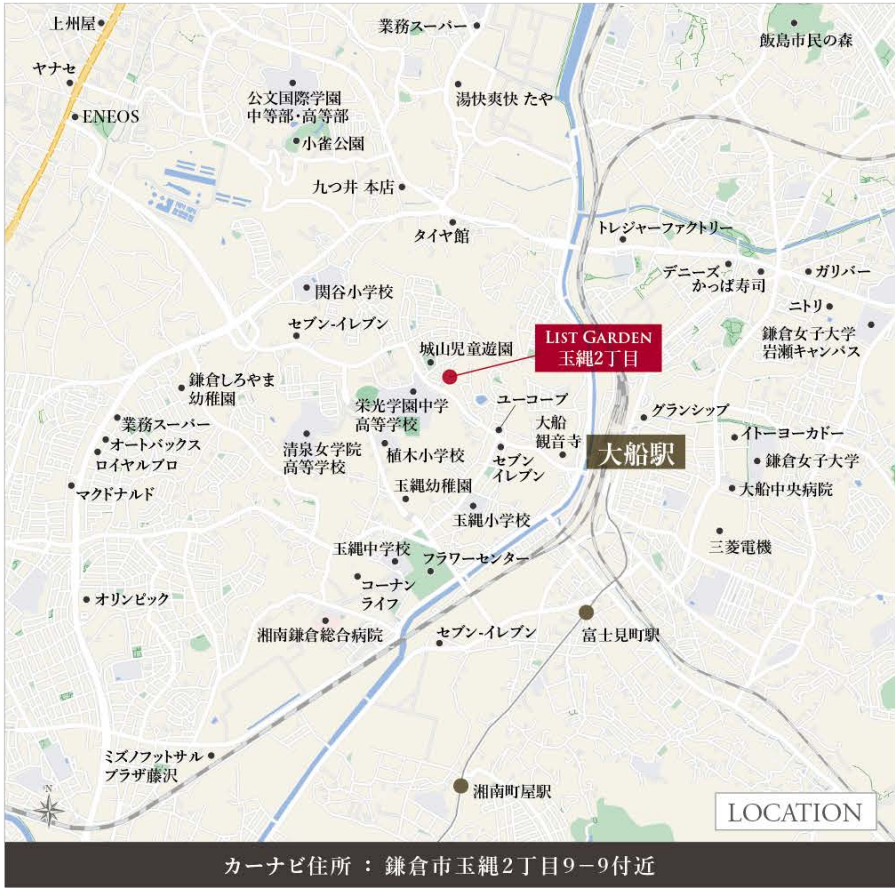 上州屋
業務スーパー
飯島市民の森
ヤナセ
公文国際学園
中等部・高等部
湯快爽快 たや
ENEOS
小雀公園
九つ井 本店
タイヤ館
トレジャーファクトリー
デニーズ
かっぱ寿司
ガリバー
関谷小学校
ニトリ
セブン-イレブン
城山児童遊園
LIST GARDEN
玉縄2丁目
鎌倉女子大学
岩瀬キャンパス
鎌倉しろやま
幼稚園
栄光学園中学
高等学校
ユーコープ
大船
観音寺
グランシップ
業務スーパー
オートバックス
ロイヤルプロ
清泉女学院
高等学校
植木小学校
セブン
イレブン
大船駅
イトーヨーカドー
鎌倉女子大学
マクドナルド
玉縄幼稚園
大船中央病院
玉縄小学校
三菱電機
玉縄中学校
フラワーセンター
コーナン
ライフ
オリンピック
湘南鎌倉総合病院
セブン-イレブン
富士見町駅
ミズノフットサル
プラザ藤沢
湘南町屋駅
N
LOCATION
カーナビ住所 : 鎌倉市玉縄2丁目9−9付近